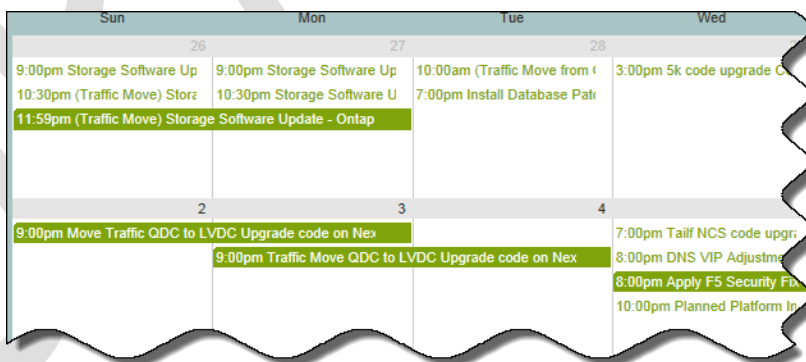 Sun Mon Tue Wed
26 27 28
9:00pm Storage Software Up 9:00pm Storage Software Up 10:00am (Traffic Move from 3:00pm 5k code upgrade
10:30pm (Traffic Move) Stora 10:30pm Storage Software U 7:00pm Install Database Patc
11:59pm (Traffic Move) Storage Software Update - Ontap
2 3 4
9:00pm Move Traffic QDC to LVDC Upgrade code on Nex 7:00pm Tailf NCS code upgra
9:00pm Traffic Move QDC to LVDC Upgrade code on Nex 8:00pm DNS VIP Adjustme
8:00pm Apply F5 Security Fix
10:00pm Planned Platform In